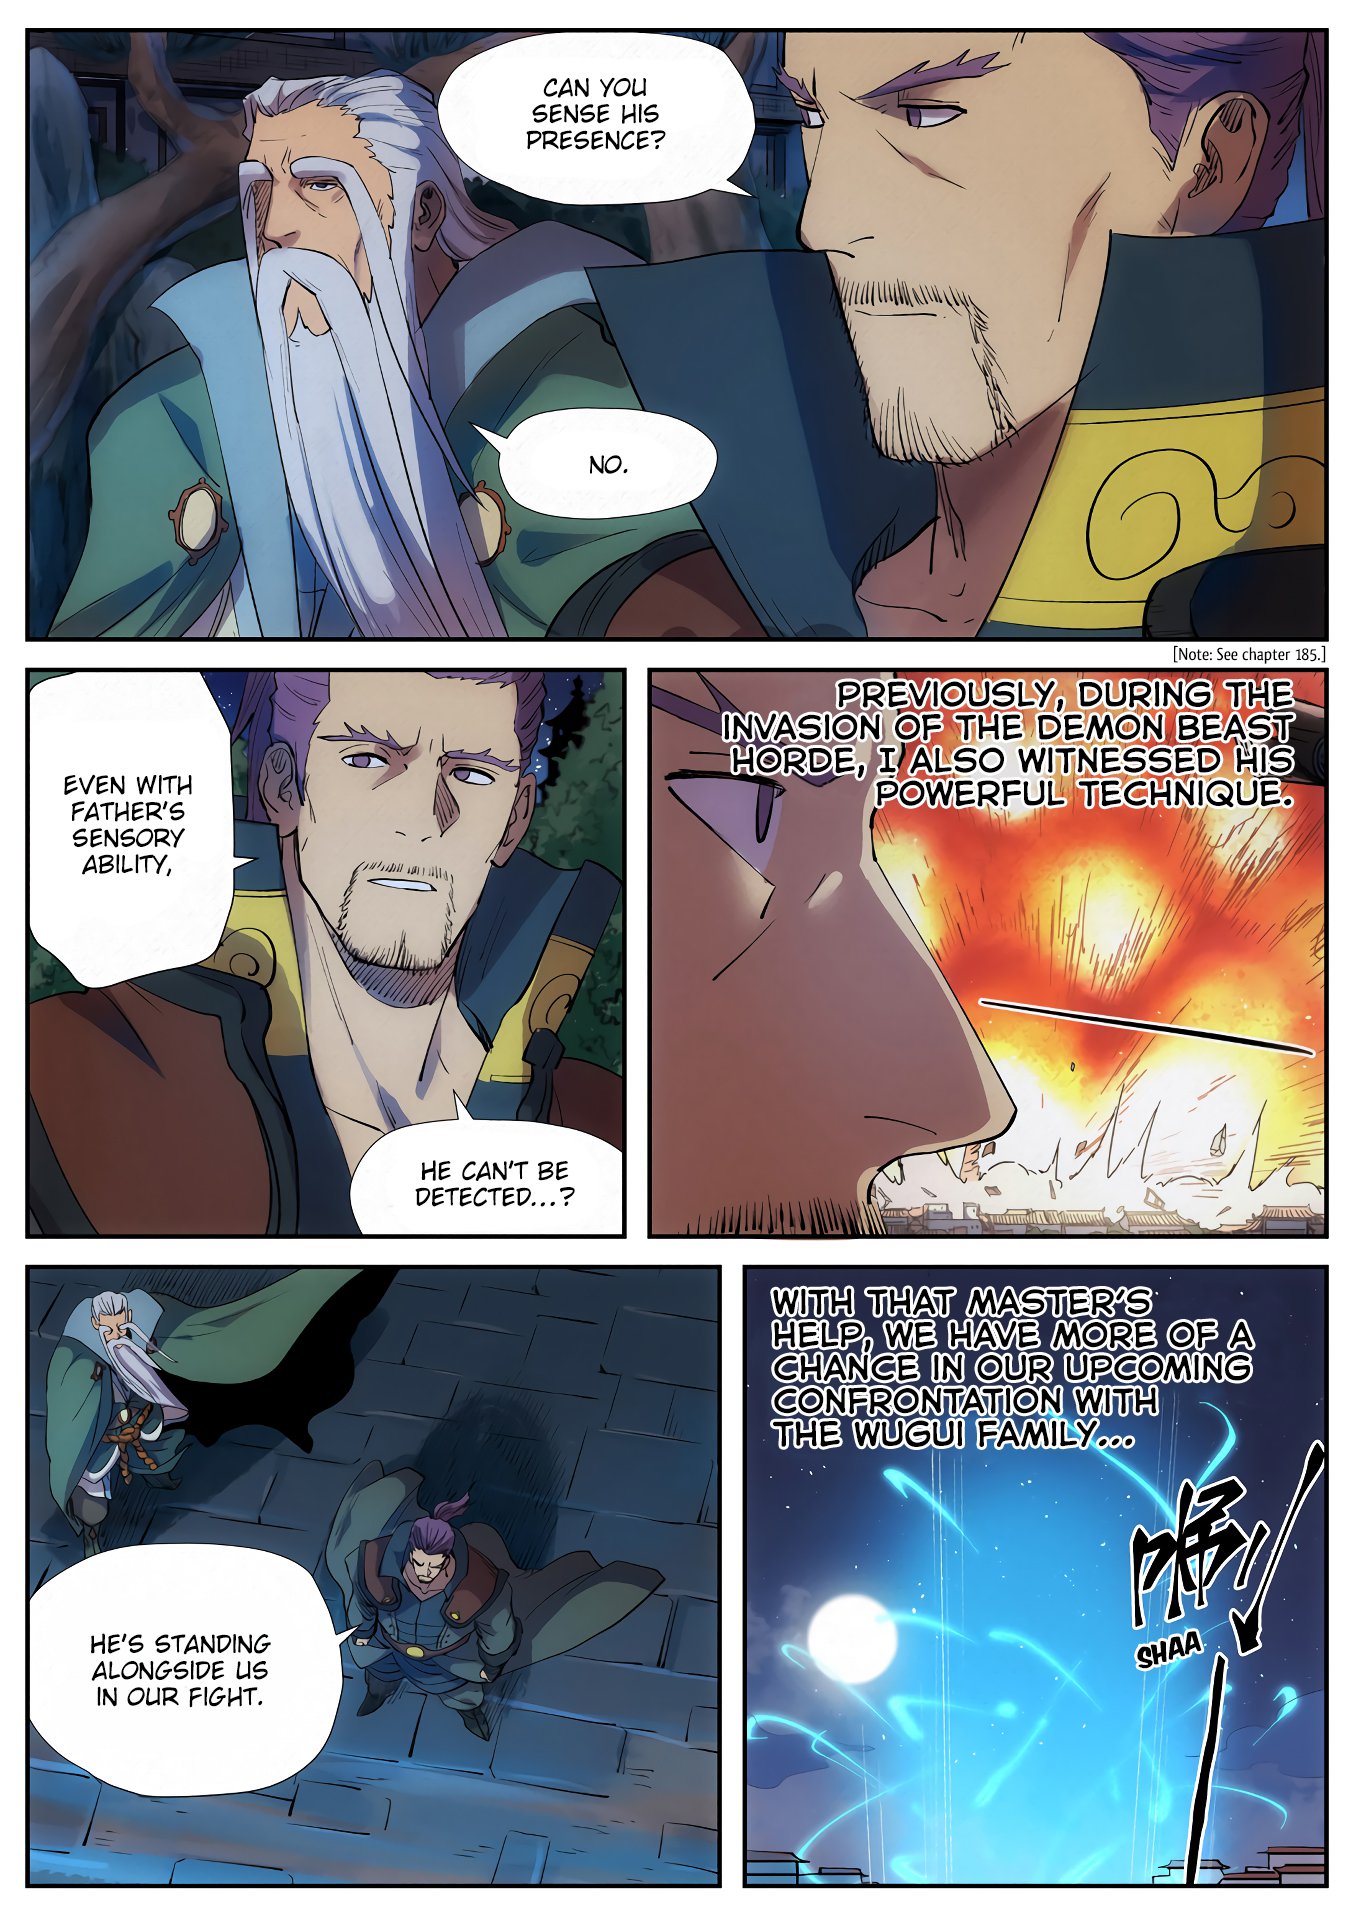 CAN YOU
SENSE HIS
PRESENCE?
NO.
[Note: See chapter 185.]
EVEN WITH
FATHER'S
SENSORY
ABILITY,
HE CAN'T BE
DETECTED...?
PREVIOUSLY, DURING THE
INVASION OF THE DEMON BEAST
HORDE, I ALSO WITNESSED HIS
POWERFUL TECHNIQUE.
HE'S STANDING
ALONGSIDE US
IN OUR FIGHT.
WITH THAT MASTER'S
HELP, WE HAVE MORE OF A
CHANCE IN OUR UPCOMING
CONFRONTATION WITH
THE WUGUI FAMILY...
唰
SHAA